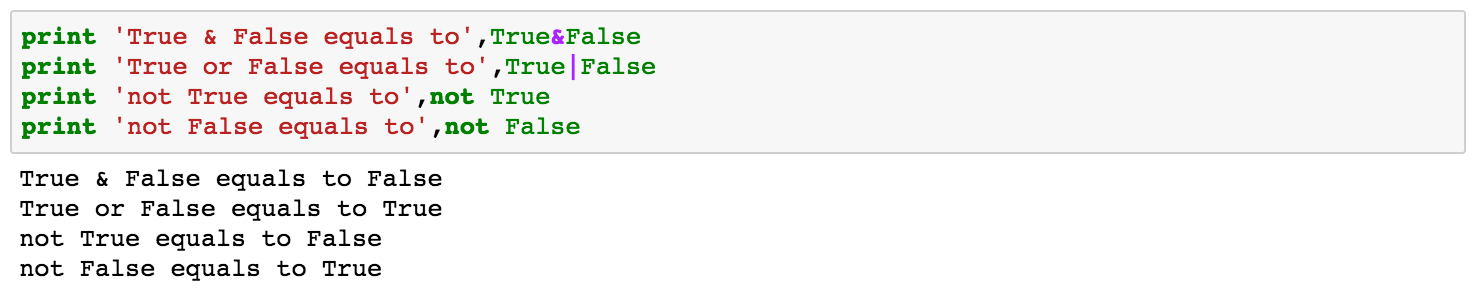 print 'True & False equals to',True&False
print 'True or False equals to',True|False
print 'not True equals to',not True
print 'not False equals to',not False
True & False equals to False
True or False equals to True
not True equals to False
not False equals to True